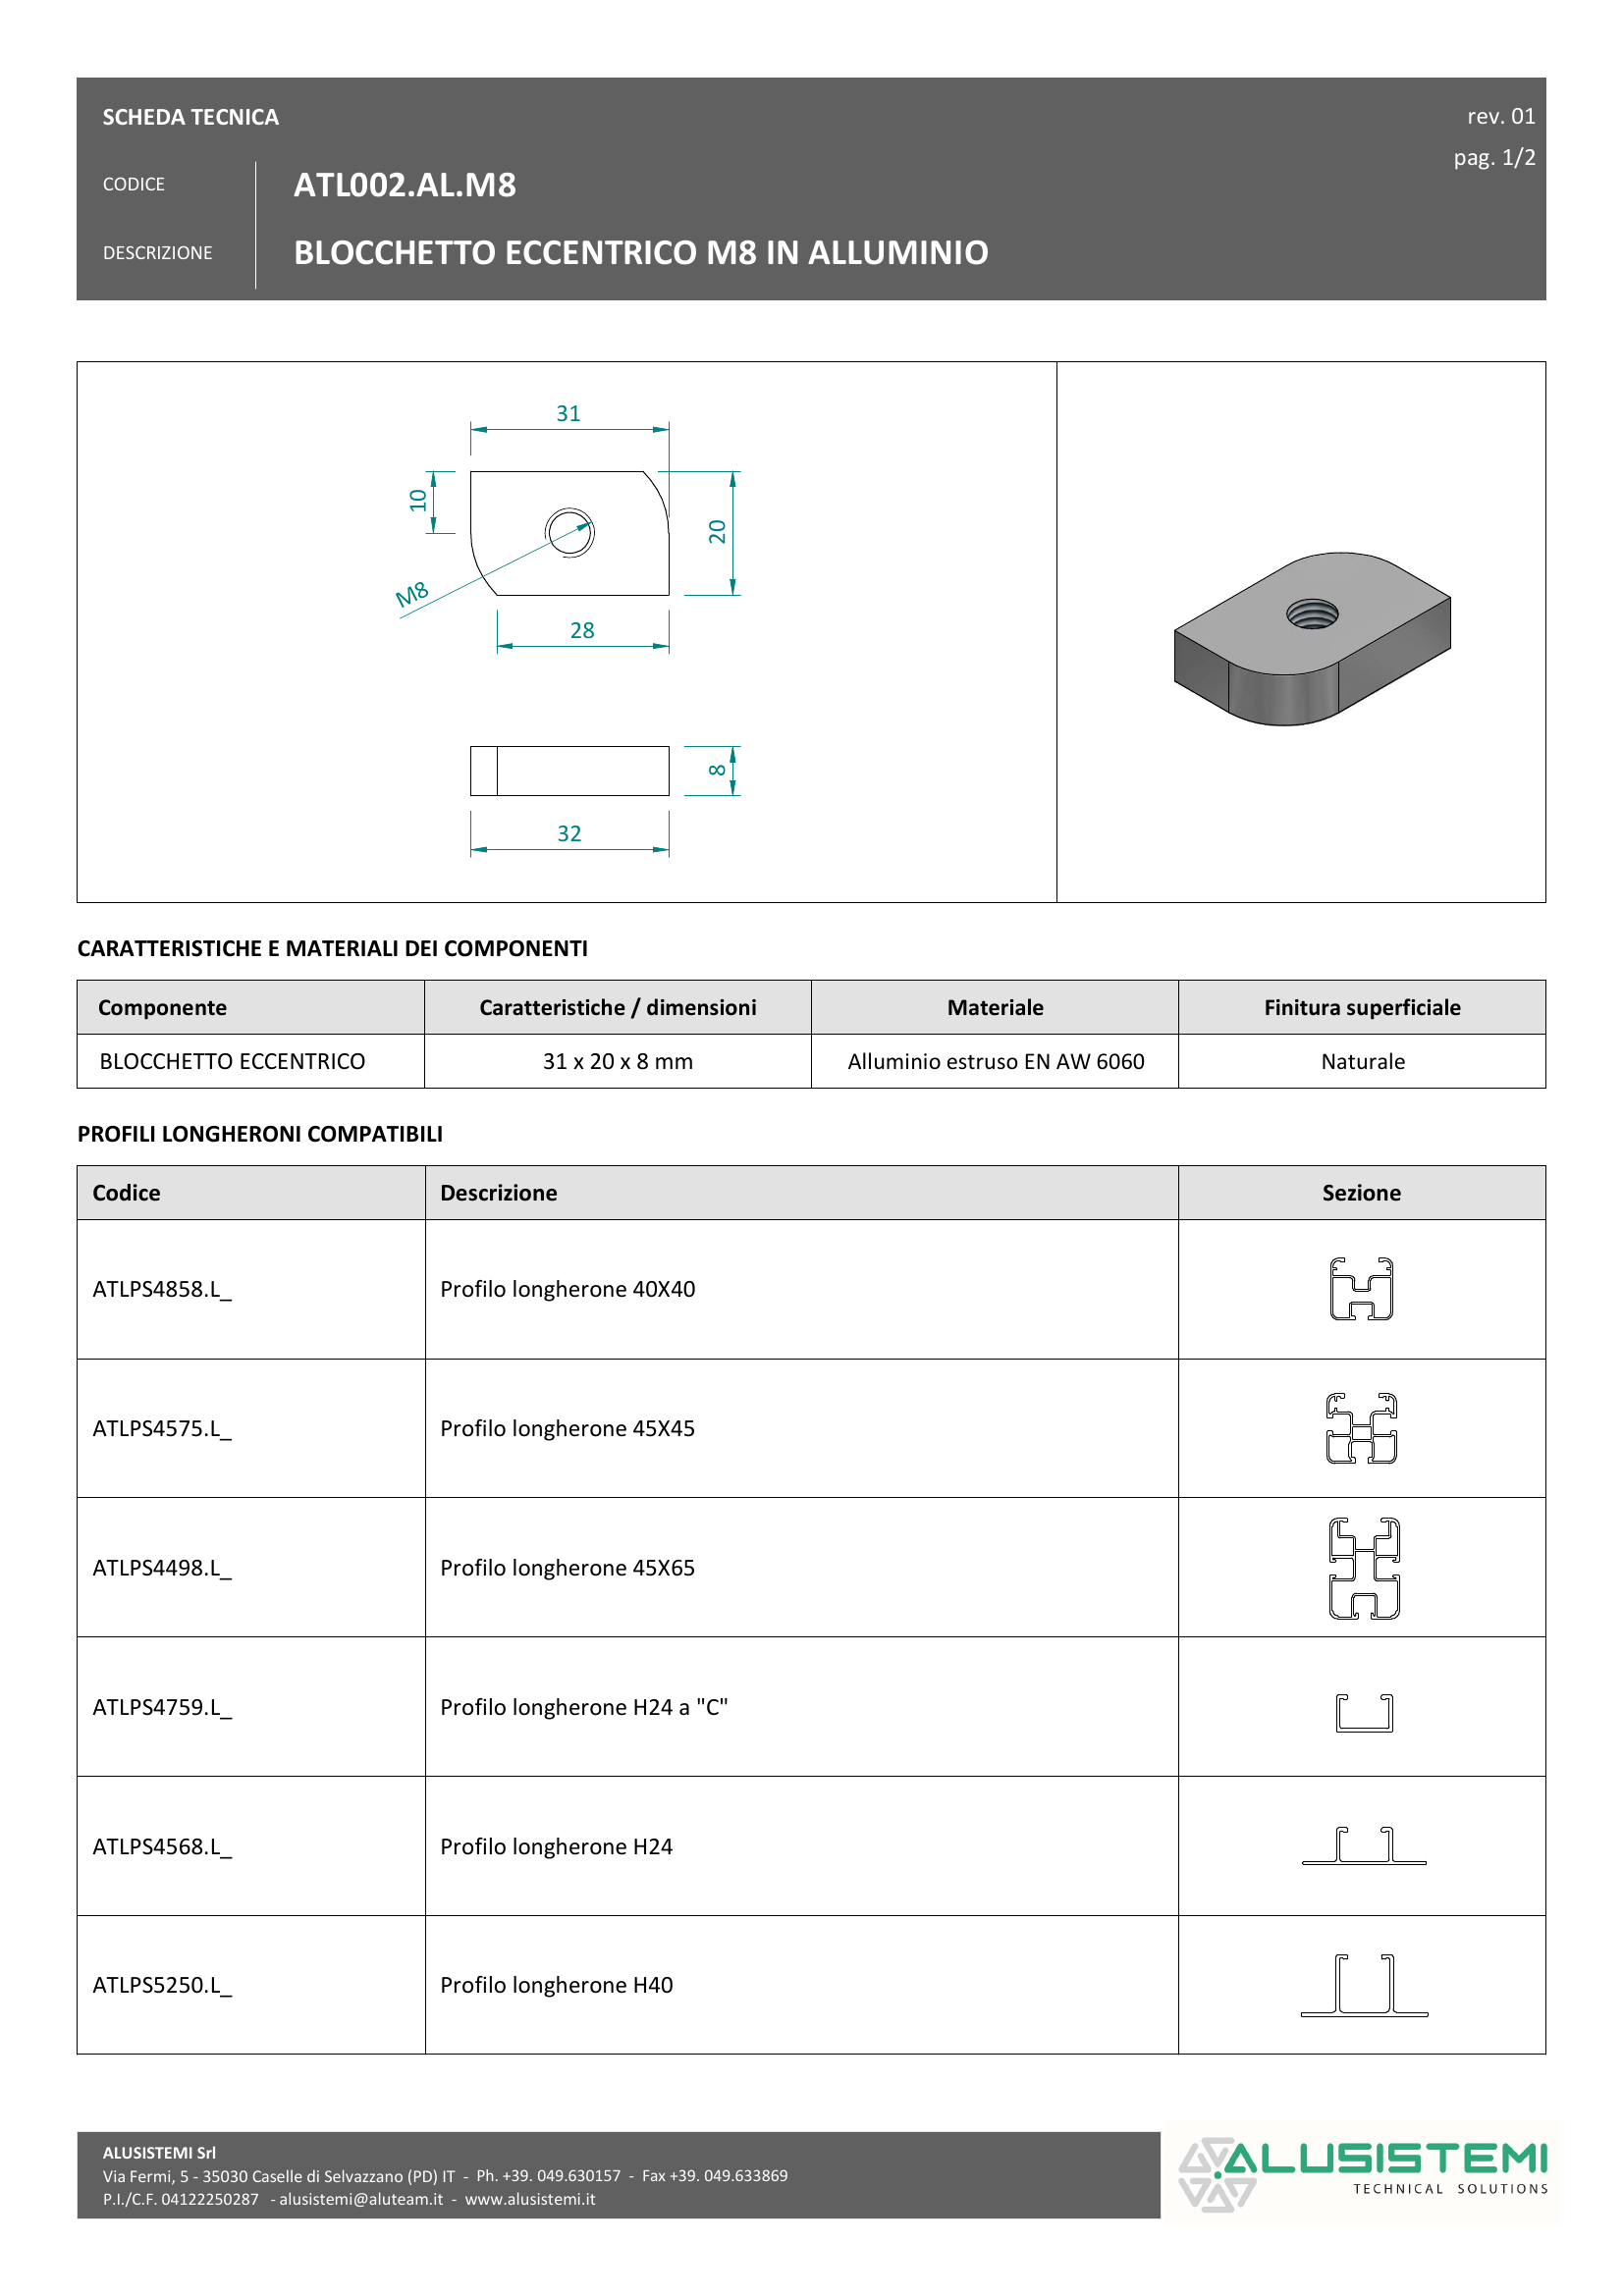 SCHEDA TECNICA
rev. 01
pag. 1/2
CODICE
ATL002.AL.M8
DESCRIZIONE
BLOCCHETTO ECCENTRICO M8 IN ALLUMINIO
31
10
20
M8
28
8
32
CARATTERISTICHE E MATERIALI DEI COMPONENTI
Componente Caratteristiche / dimensioni Materiale Finitura superficiale
BLOCCHETTO ECCENTRICO 31 x 20 x 8 mm Alluminio estruso EN AW 6060 Naturale
PROFILI LONGHERONI COMPATIBILI
Codice Descrizione Sezione
ATLPS4858.L_ Profilo longherone 40X40
ATLPS4575.L_ Profilo longherone 45X45
ATLPS4498.L_ Profilo longherone 45X65
ATLPS4759.L_ Profilo longherone H24 a "C"
ATLPS4568.L_ Profilo longherone H24
ATLPS5250.L_ Profilo longherone H40
ALUSISTEMI Srl
Via Fermi, 5 - 35030 Caselle di Selvazzano (PD) IT - Ph. +39. 049.630157 - Fax +39. 049.633869
P.I./C.F. 04122250287 - alusistemi@aluteam.it - www.alusistemi.it
ALUSISTEMI
TECHNICAL SOLUTIONS